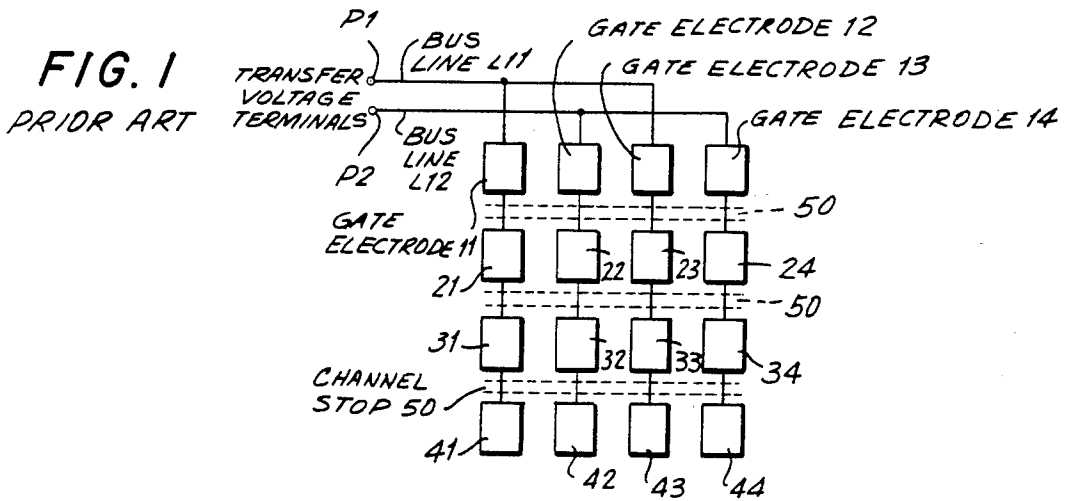 FIG. 1
PRIOR ART
P1
BUS
LINE L11
GATE ELECTRODE 12
GATE ELECTRODE 13
TRANSFER
VOLTAGE
TERMINALS
GATE ELECTRODE 14
P2
BUS
LINE
L12
GATE
ELECTRODE 11
50
21
22
23
24
50
31
32
33
34
CHANNEL
STOP 50
41
42
43
44